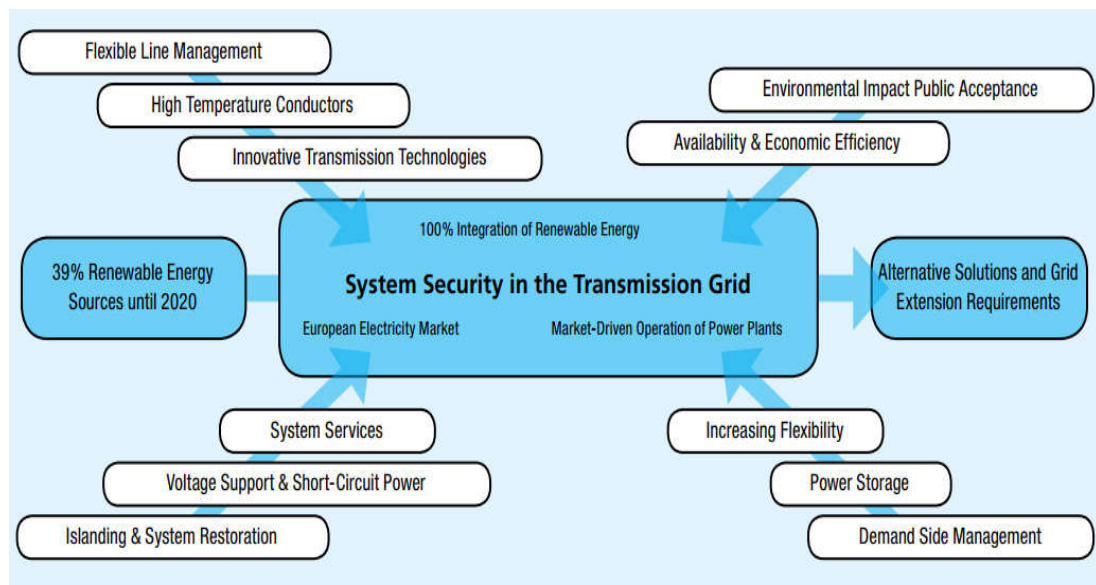 Flexible Line Management
High Temperature Conductors
Innovative Transmission Technologies
Environmental Impact Public Acceptance
Availability & Economic Efficiency
39% Renewable Energy
Sources until 2020
100% Integration of Renewable Energy
System Security in the Transmission Grid
European Electricity Market
Market-Driven Operation of Power Plants
Alternative Solutions and Grid
Extension Requirements
System Services
Voltage Support & Short-Circuit Power
Islanding & System Restoration
Increasing Flexibility
Power Storage
Demand Side Management